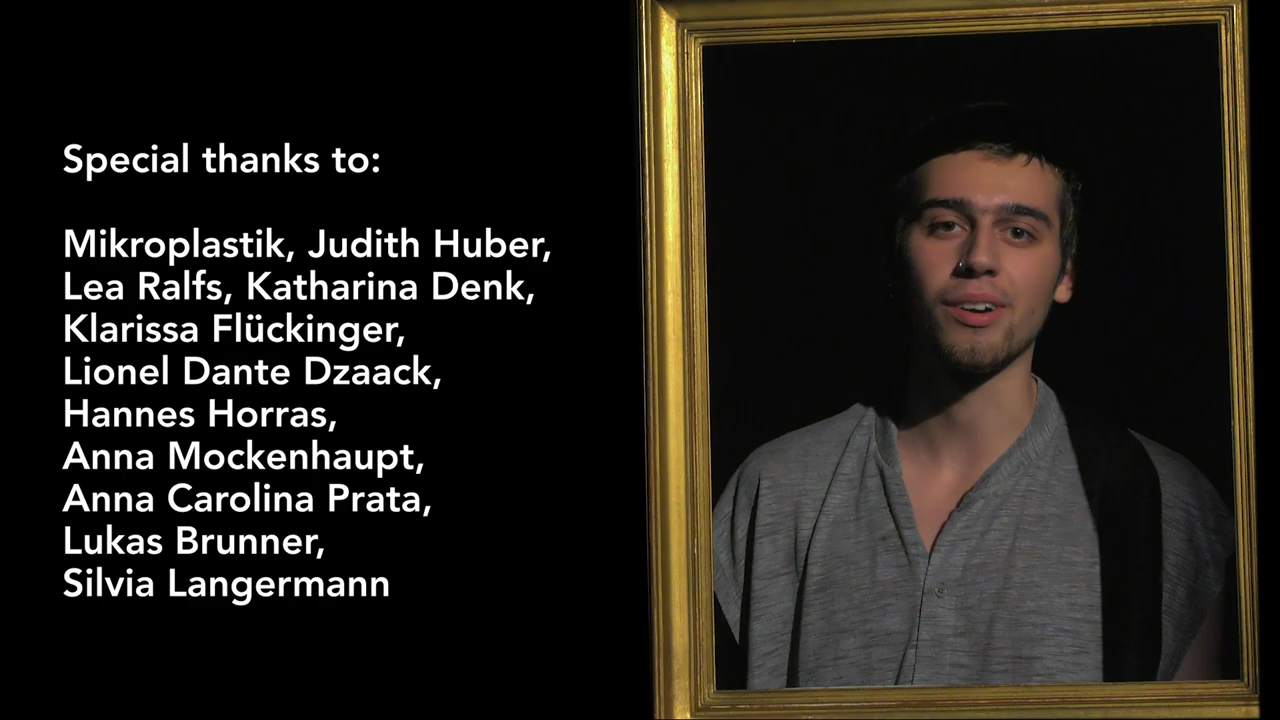 Special thanks to:
Mikroplastik, Judith Huber,
Lea Ralfs, Katharina Denk,
Klarissa Flückinger,
Lionel Dante Dzaack,
Hannes Horras,
Anna Mockenhaupt,
Anna Carolina Prata,
Lukas Brunner,
Silvia Langermann